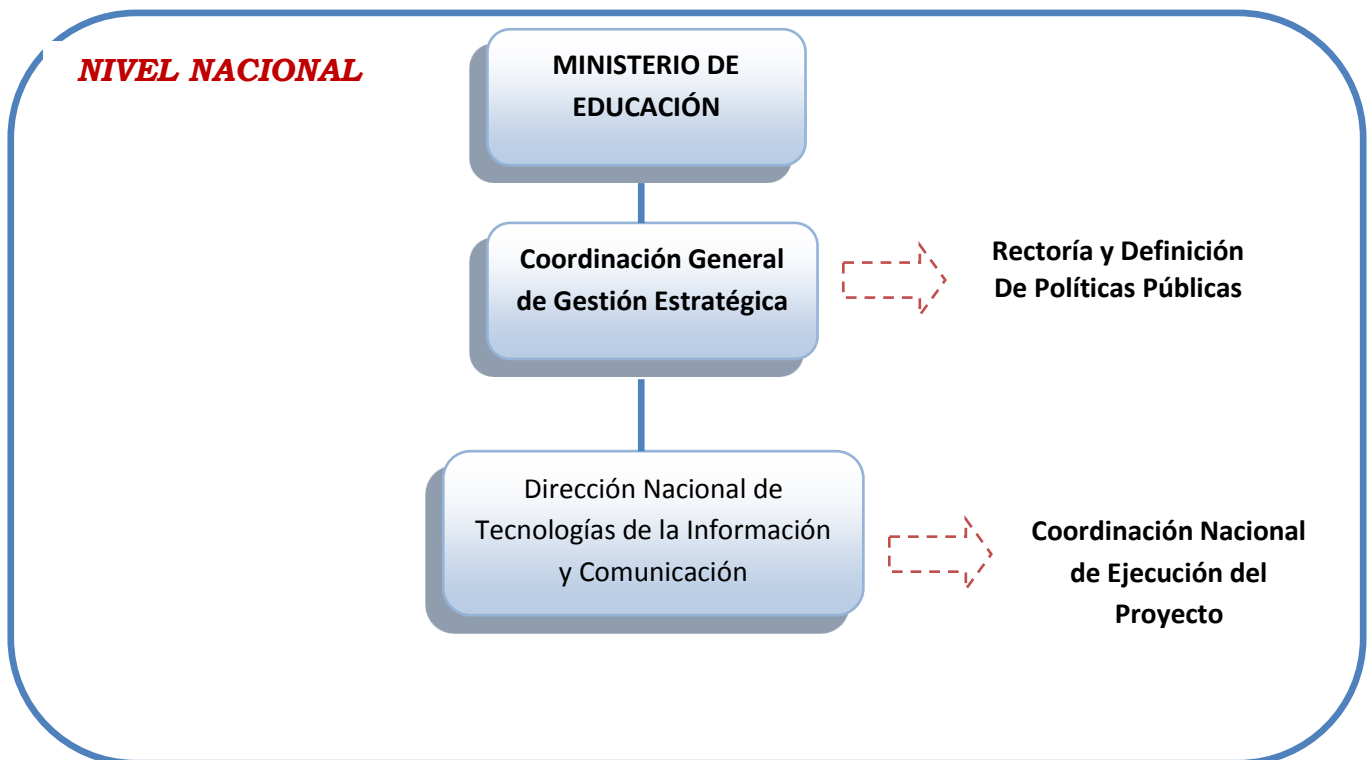 NIVEL NACIONAL
MINISTERIO DE
EDUCACIÓN
Coordinación General
de Gestión Estratégica
Rectoría y Definición
De Políticas Públicas
Dirección Nacional de
Tecnologías de la Información
y Comunicación
Coordinación Nacional
de Ejecución del
Proyecto